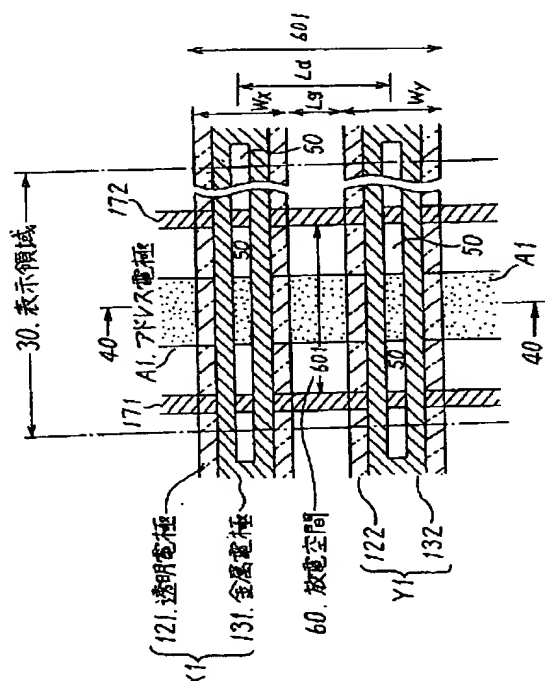 30. 表示領域
40
A1. アドレス電極
171
172
121. 透明電極
131. 金属電極
X1
60. 放電空間
122
132
Y1
50
50
50
50
601
601
Wx
Lg
Ld
Wy
A1
40